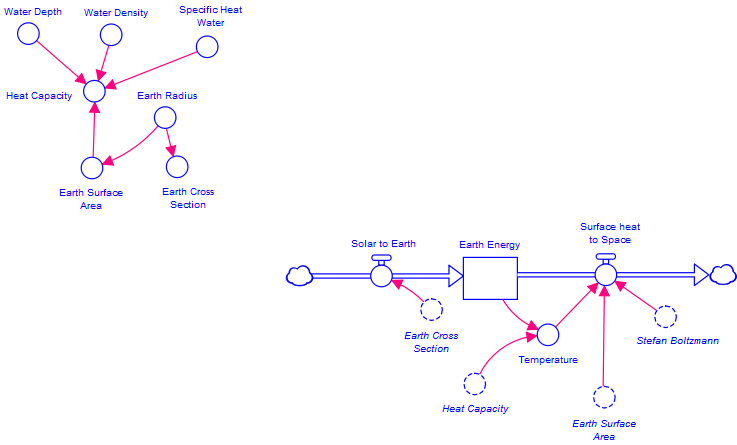 Water Depth
Water Density
Specific Heat
Water
Heat Capacity
Earth Radius
Earth Surface
Area
Earth Cross
Section
Solar to Earth
Earth Energy
Surface heat
to Space
Earth Cross
Section
Temperature
Stefan Boltzmann
Heat Capacity
Earth Surface
Area